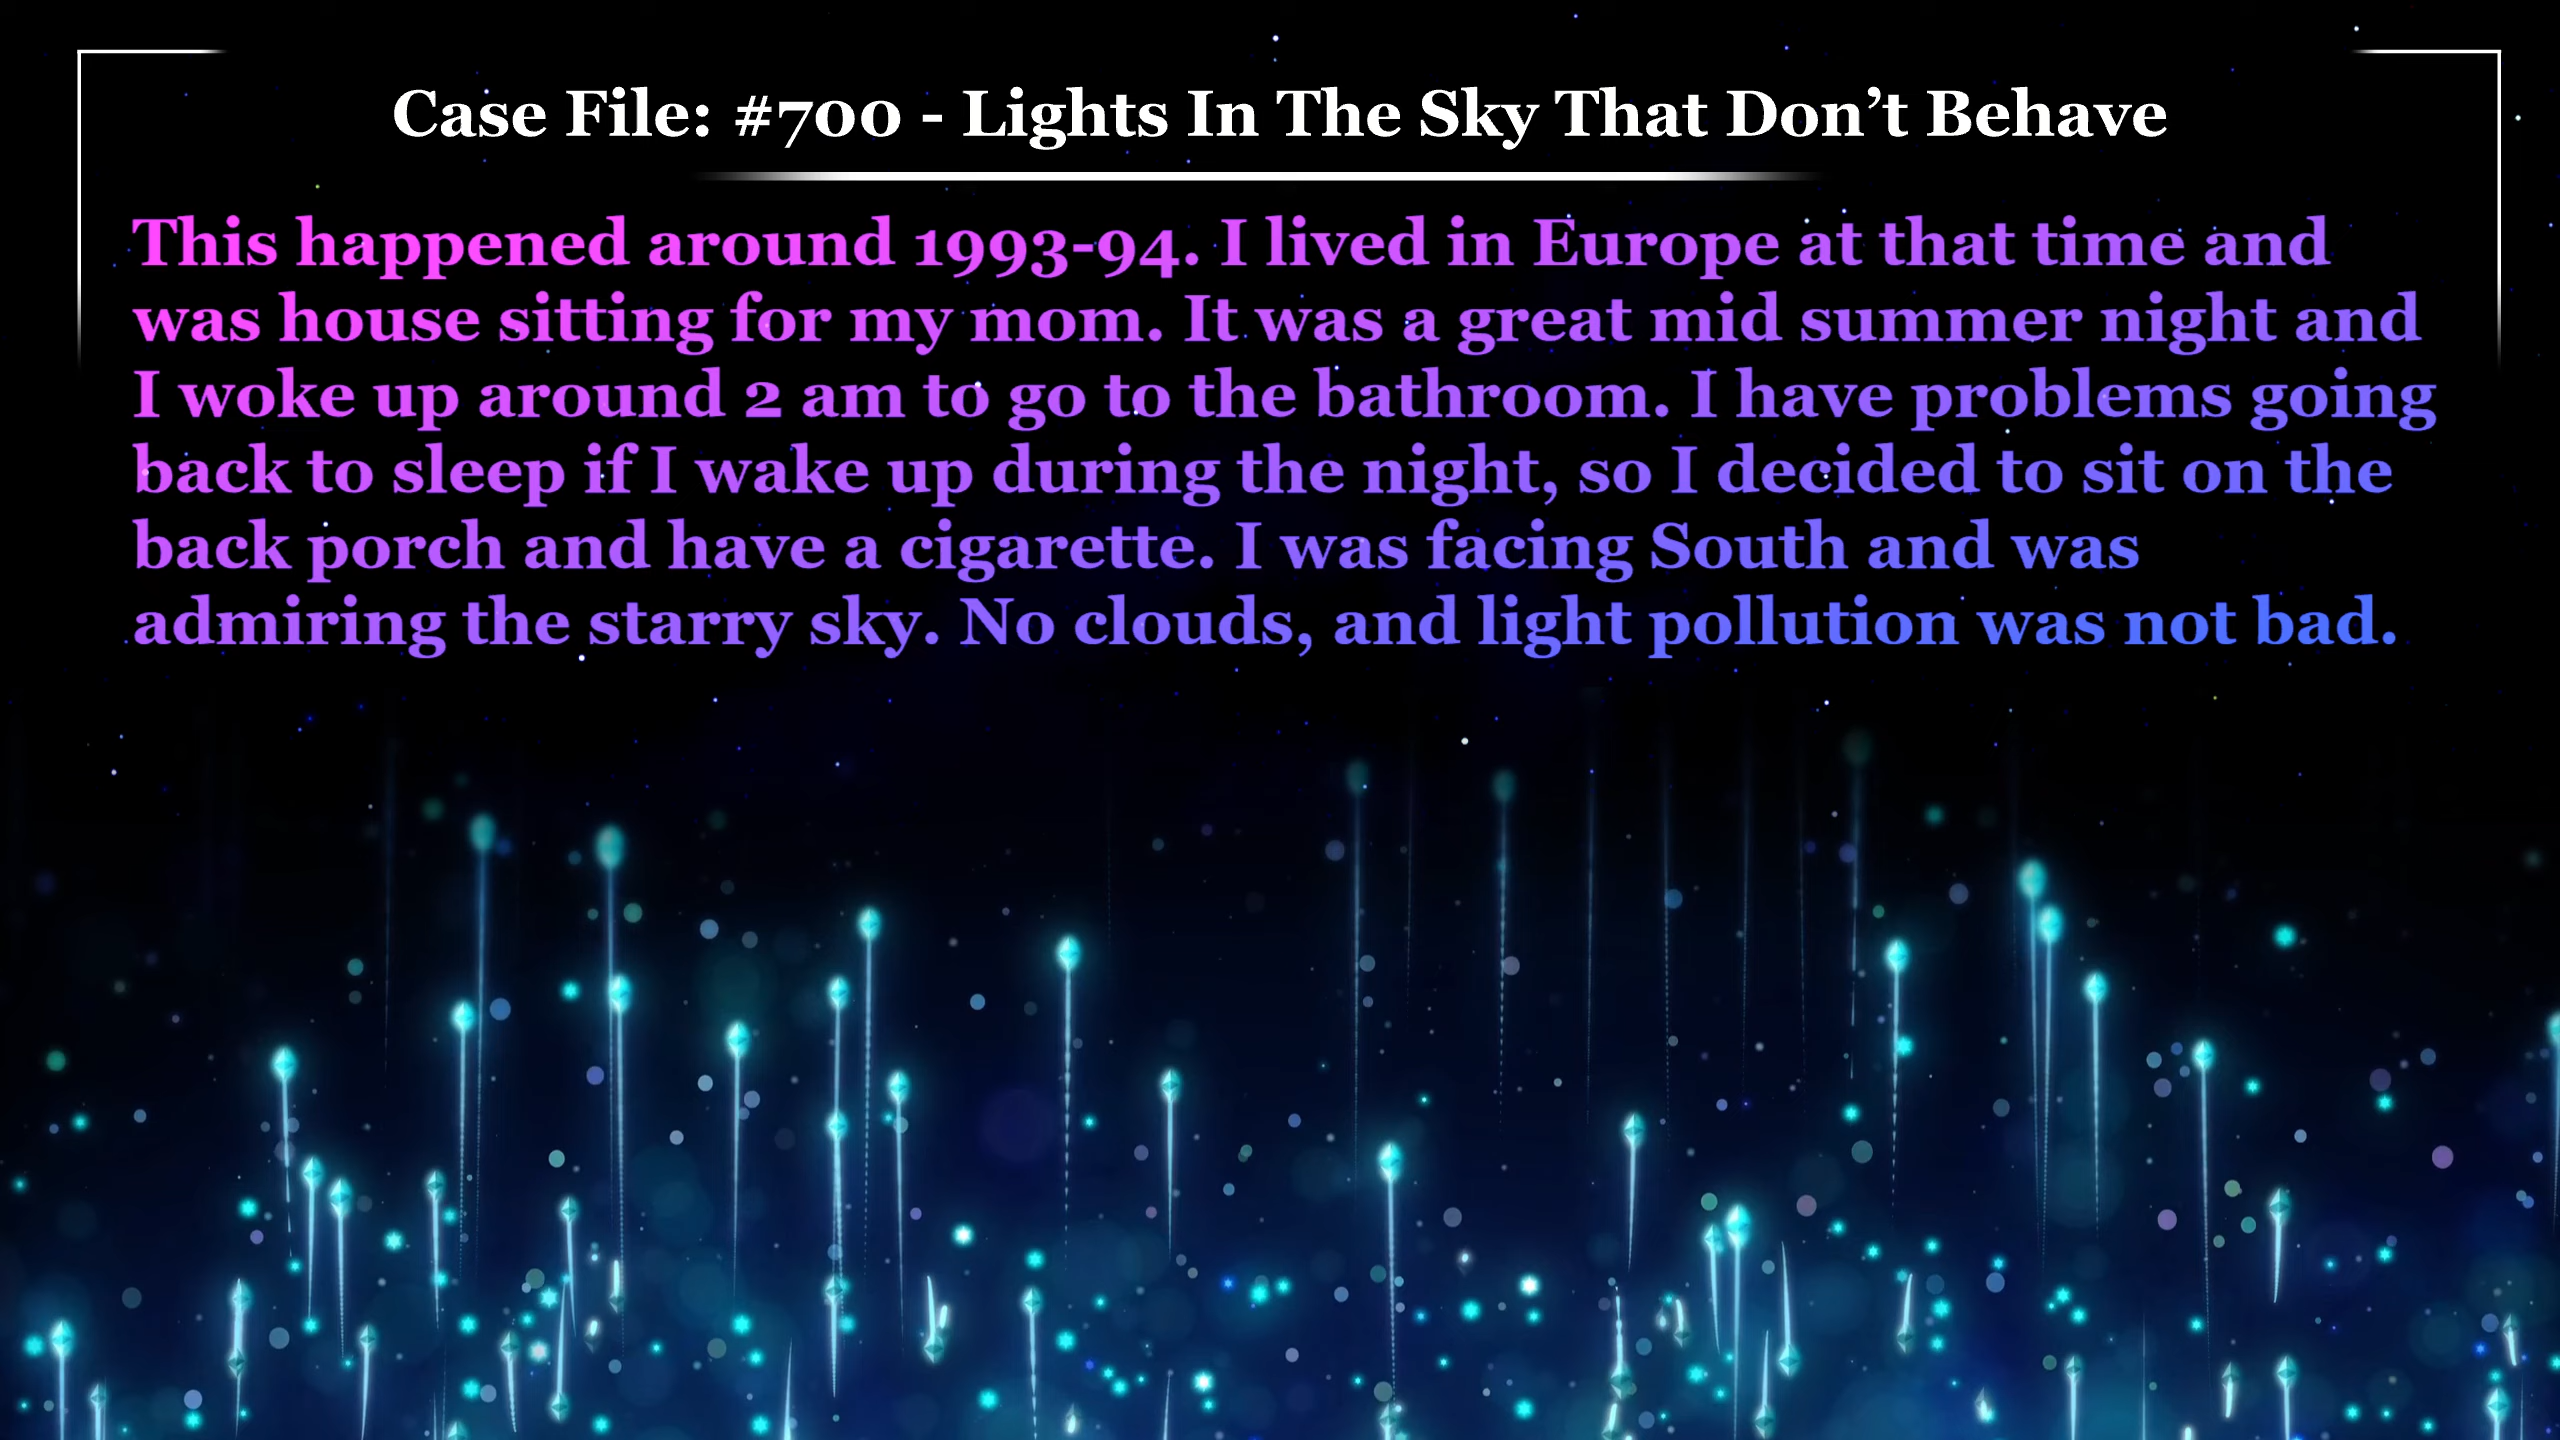 Case File: #700 - Lights In The Sky That Don’t Behave
This happened around 1993-94. I lived in Europe at that time and
was house sitting for my mom. It was a great mid summer night and
I woke up around 2 am to go to the bathroom. I have problems going
back to sleep if I wake up during the night, so I decided to sit on the
back porch and have a cigarette. I was facing South and was
admiring the starry sky. No clouds, and light pollution was not bad.